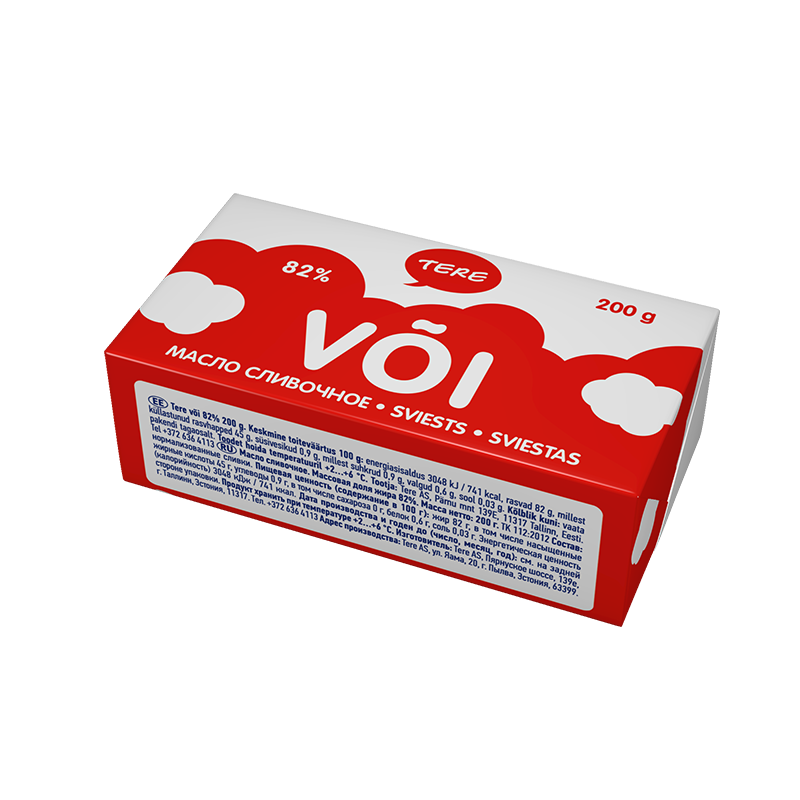 82%
TERE
200 g
VÕI
МАСЛО СЛИВОЧНОЕ • SVIESTS • SVIESTAS
EE Tere või 82% 200 g. Keskmine toiteväärtus 100 g: energiasisaldus 3048 kJ / 741 kcal, rasvad 82 g, millest
küllastunud rasvhapped 45 g, süsivesikud 0,9 g, millest suhkrud 0,9 g, valgud 0,6 g, sool 0,03 g. Kõlblik kuni: vaata
pakendi tagaosalt. Toodet hoida temperatuuril +2...+6 °C. Tootja: Tere AS, Pärnu mnt 139E, 11317 Tallinn, Eesti.
Tel +372 636 4113 RU Масло сливочное. Массовая доля жира 82%. Масса нетто: 200 г. ТК 112:2012 Состав:
нормализованные сливки. Пищевая ценность (содержание в 100 г): жир 82 г, в том числе насыщенные
жирные кислоты 45 г, углеводы 0,9 г, в том числе сахароза 0 г, белок 0,6 г, соль 0,03 г. Энергетическая ценность
(калорийность) 3048 кДж / 741 ккал. Дата производства и годен до (число, месяц, год): см. на задней
стороне упаковки. Продукт хранить при температуре +2...+6 °C. Изготовитель: Tere AS, Пярнуское шоссе, 139е,
г. Таллинн, Эстония, 11317. Тел. +372 636 4113 Адрес производства: Tere AS, ул. Яама, 20, г. Пылва, Эстония, 63399.